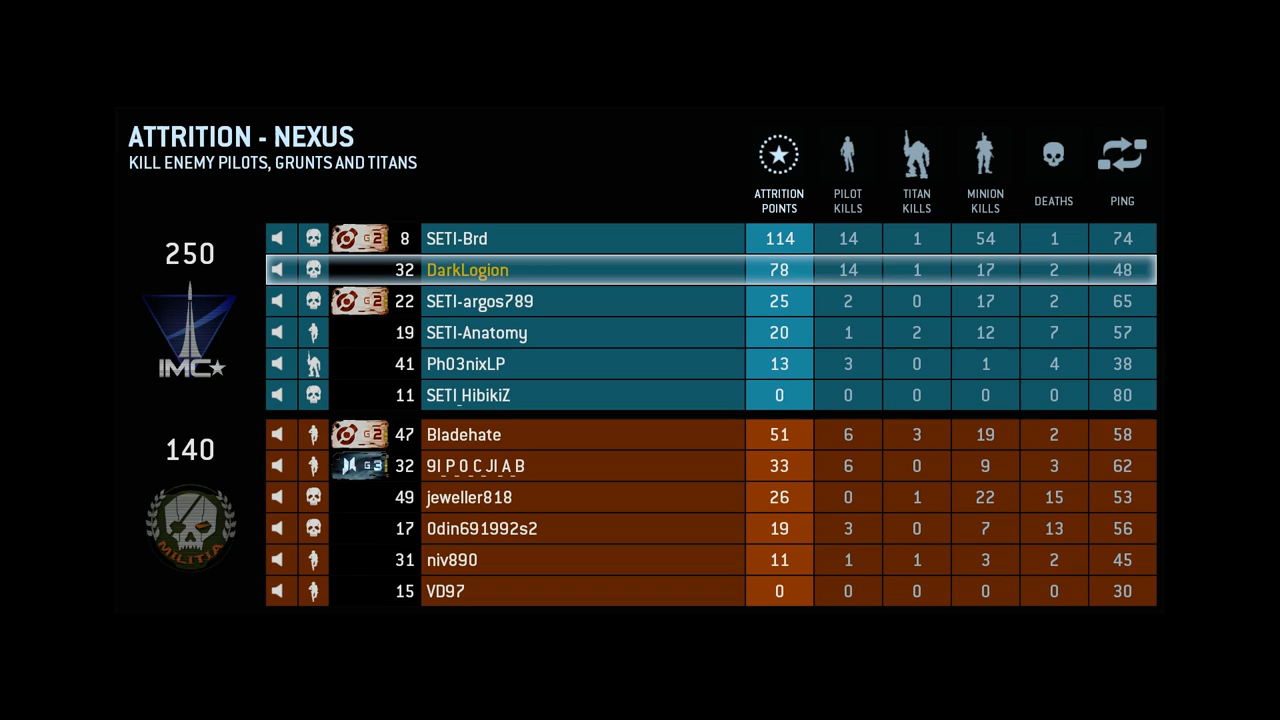 ATTRITION - NEXUS
KILL ENEMY PILOTS, GRUNTS AND TITANS
ATTRITION POINTS PILOT KILLS TITAN KILLS MINION KILLS DEATHS PING
250
IMC
G2 8 SETI-Brd 114 14 1 54 1 74
32 DarkLogion 78 14 1 17 2 48
G2 22 SETI-argos789 25 2 0 17 2 65
19 SETI-Anatomy 20 1 2 12 7 57
41 Ph03nixLP 13 3 0 1 4 38
11 SETI_HibikiZ 0 0 0 0 0 80
140
MILITIA
G2 47 Bladehate 51 6 3 19 2 58
G3 32 9I_P_O_C_JI_A_B 33 6 0 9 3 62
49 jeweller818 26 0 1 22 15 53
17 0din691992s2 19 3 0 7 13 56
31 niv890 11 1 1 3 2 45
15 VD97 0 0 0 0 0 30